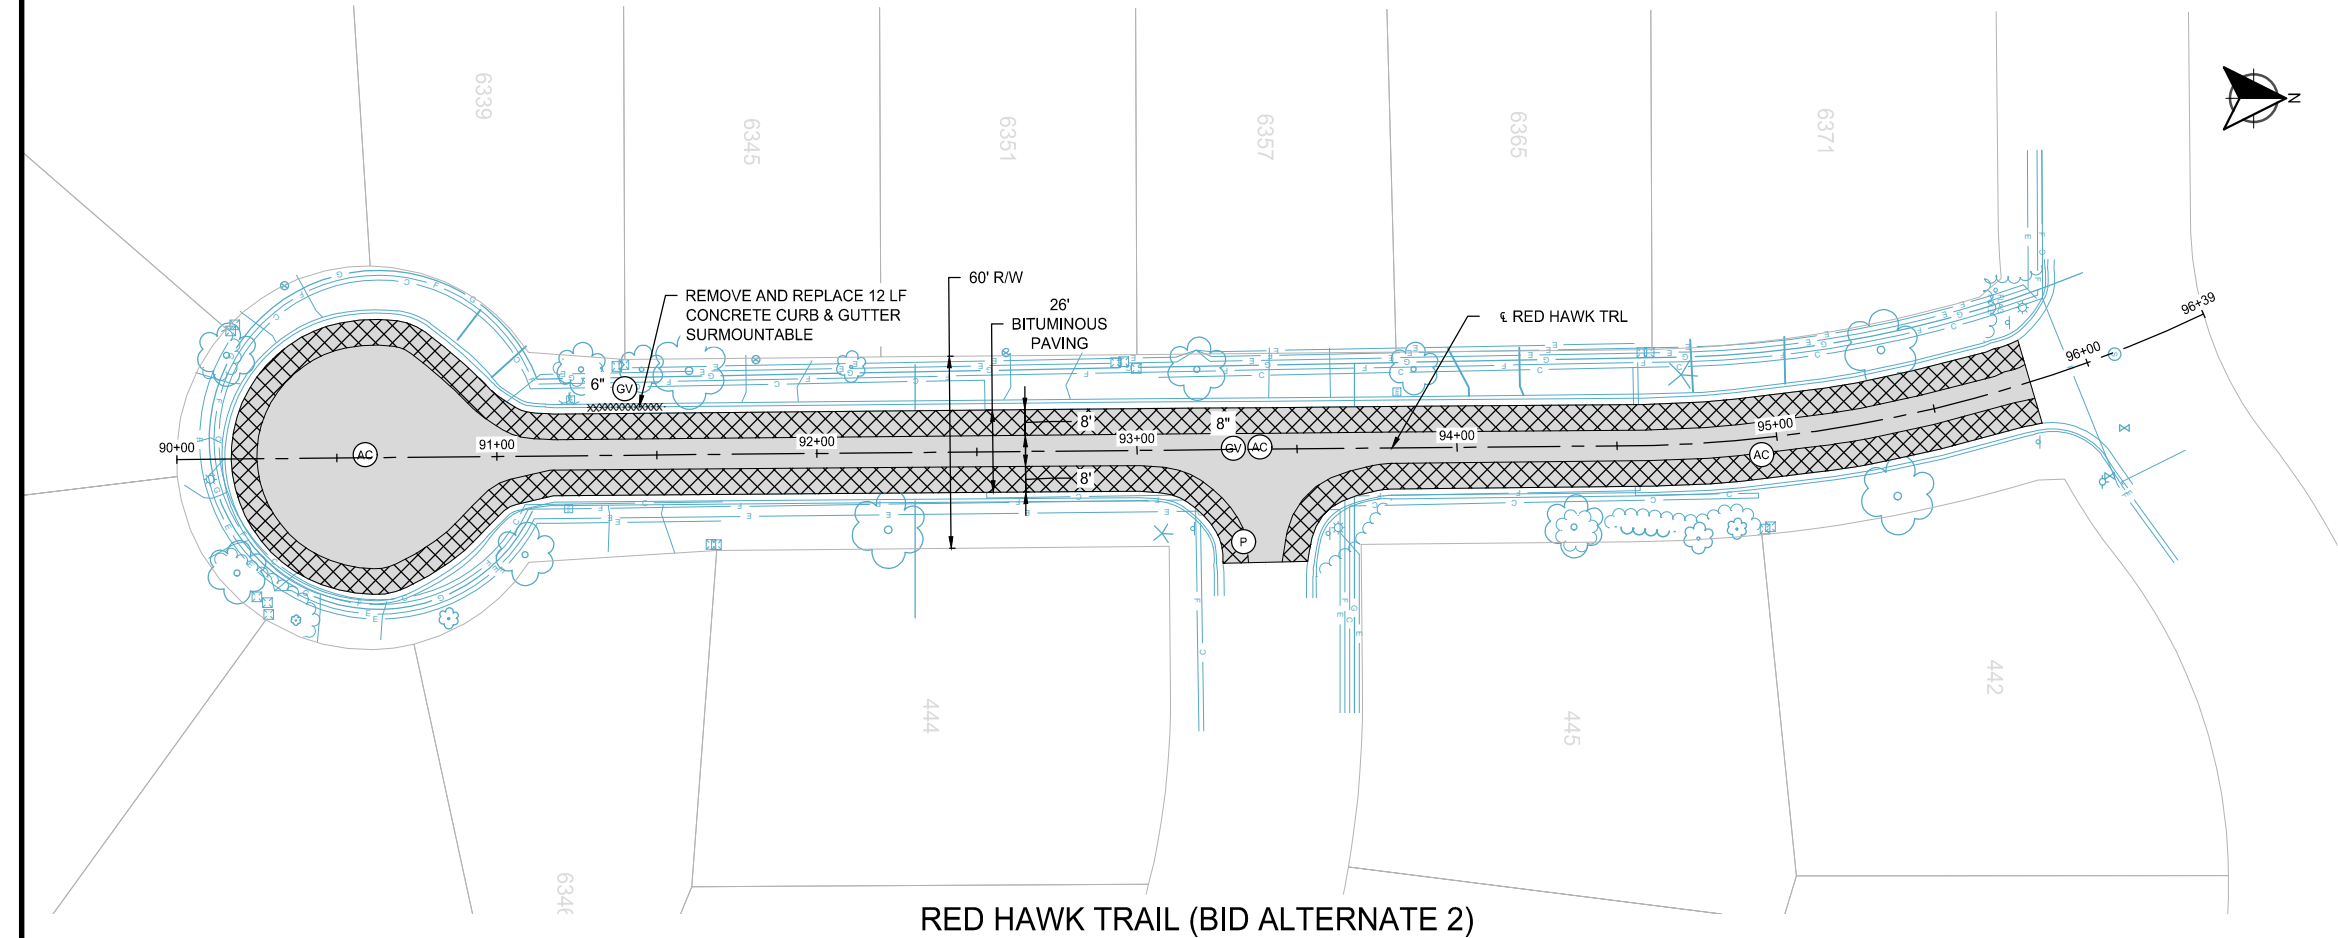 6339
6345
6351
6357
6365
6371
N
60' R/W
REMOVE AND REPLACE 12 LF
CONCRETE CURB & GUTTER
SURMOUNTABLE
26'
BITUMINOUS
PAVING
℄ RED HAWK TRL
96+39
96+00
6"
GV
90+00
AC
91+00
92+00
8'
93+00
8"
GV
AC
94+00
95+00
AC
8'
P
444
445
442
RED HAWK TRAIL (BID ALTERNATE 2)